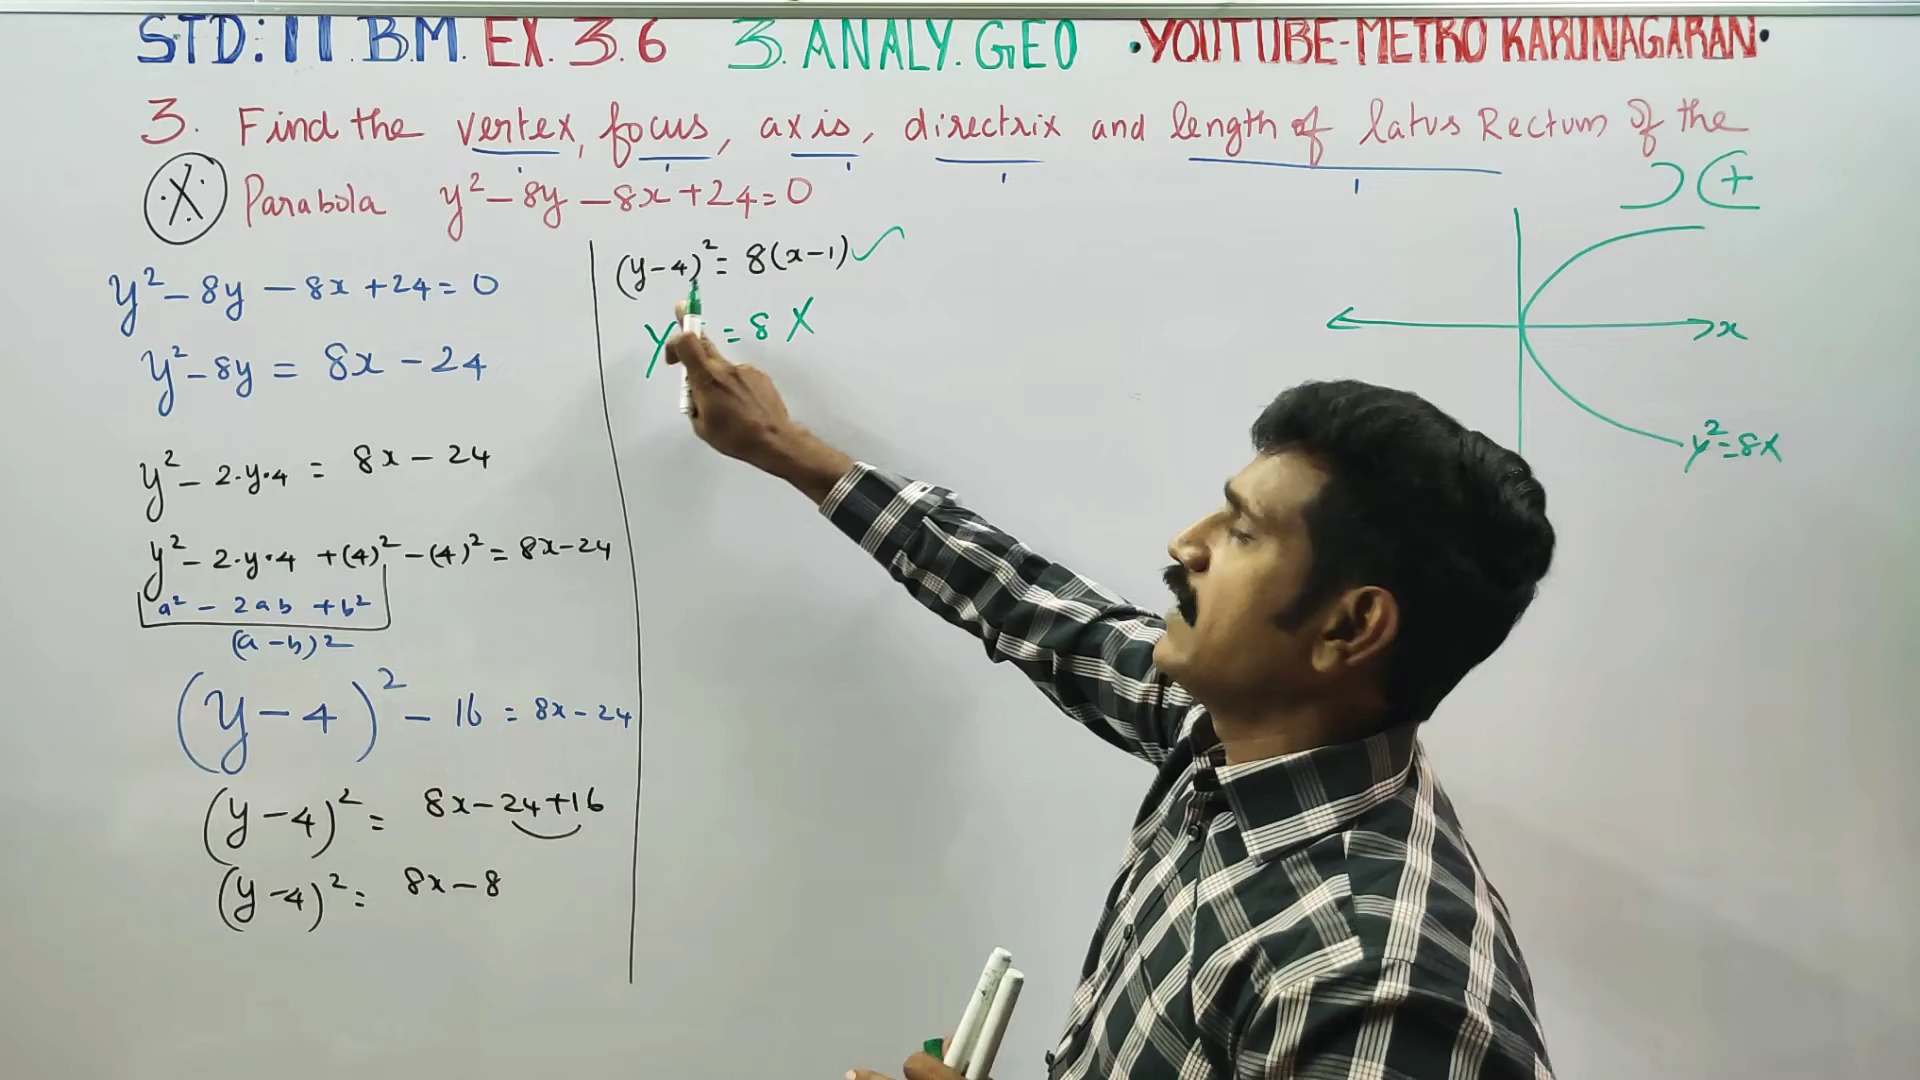 STD: 11. B.M. EX. 3.6 3. ANALY. GEO • YOUTUBE-METRO KARUNAGARAN •
3. Find the vertex, focus, axis, directrix and length of latus Rectum of the
X Parabola y² - 8y - 8x + 24 = 0
y² - 8y - 8x + 24 = 0
y² - 8y = 8x - 24
y² - 2·y·4 = 8x - 24
y² - 2·y·4 + (4)² - (4)² = 8x - 24
a² - 2ab + b²
(a - b)²
(y - 4)² - 16 = 8x - 24
(y - 4)² = 8x - 24 + 16
(y - 4)² = 8x - 8
(y - 4)² = 8(x - 1) ✓
Y = 8 X
+
x
y² = 8x